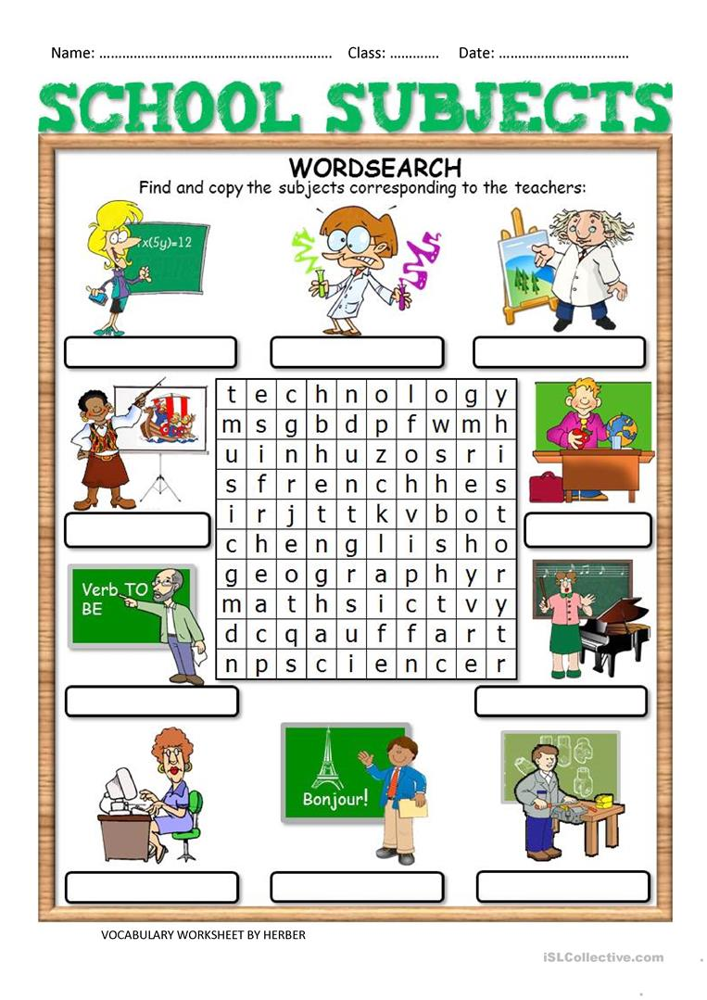 Name: ………………………………………………….. Class: …………. Date: ……………………………
SCHOOL SUBJECTS
WORDSEARCH
Find and copy the subjects corresponding to the teachers:
x(5y)=12
t e c h n o l o g y
m s g b d p f w m h
u i n h u z o s r i
s f r e n c h h e s
i r j t t k v b o t
c h e n g l i s h o
g e o g r a p h y r
m a t h s i c t v y
d c q a u f f a r t
n p s c i e n c e r
Verb TO
BE
Bonjour!
VOCABULARY WORKSHEET BY HERBER
iSLCollective.com